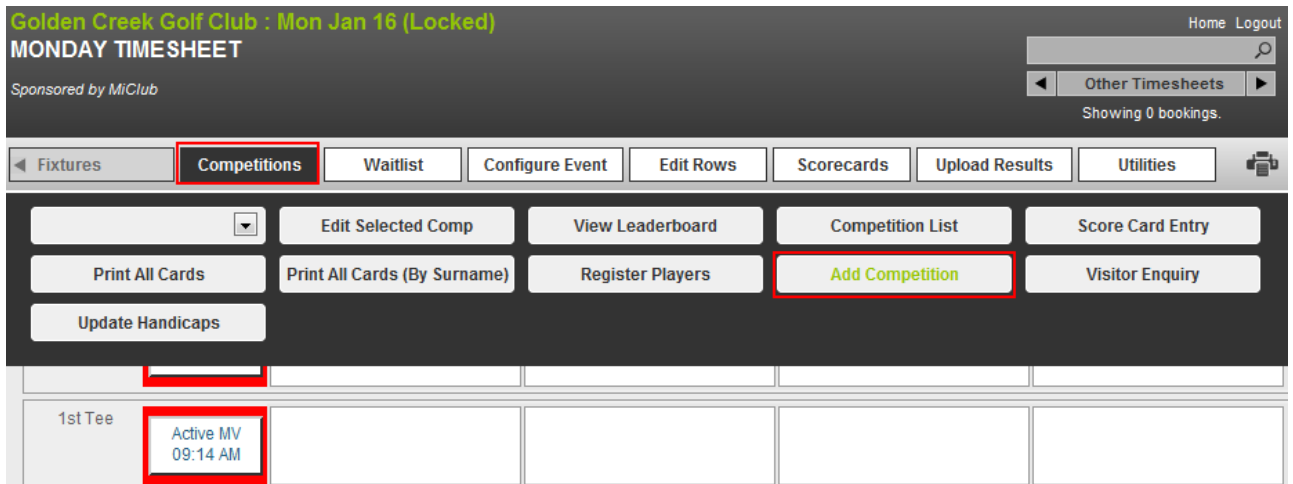 Golden Creek Golf Club : Mon Jan 16 (Locked)
Home Logout
MONDAY TIMESHEET
Sponsored by MiClub
Other Timesheets
Showing 0 bookings.
Fixtures Competitions Waitlist Configure Event Edit Rows Scorecards Upload Results Utilities
Edit Selected Comp View Leaderboard Competition List Score Card Entry
Print All Cards Print All Cards (By Surname) Register Players Add Competition Visitor Enquiry
Update Handicaps
1st Tee
Active MV
09:14 AM